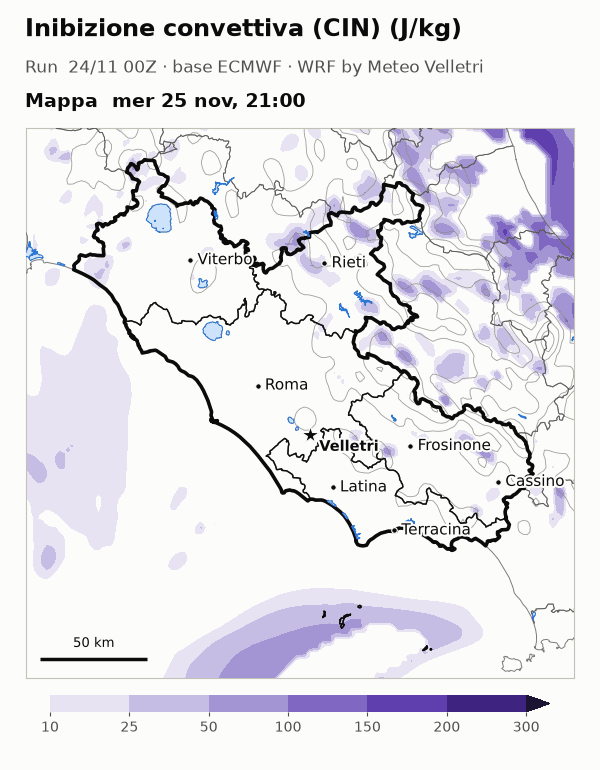 Inibizione convettiva (CIN) (J/kg)
Run  24/11 00Z · base ECMWF · WRF by Meteo Velletri
Mappa  mer 25 nov, 21:00
Viterbo
Rieti
Roma
Velletri
Frosinone
Cassino
Latina
Terracina
50 km
10 25 50 100 150 200 300